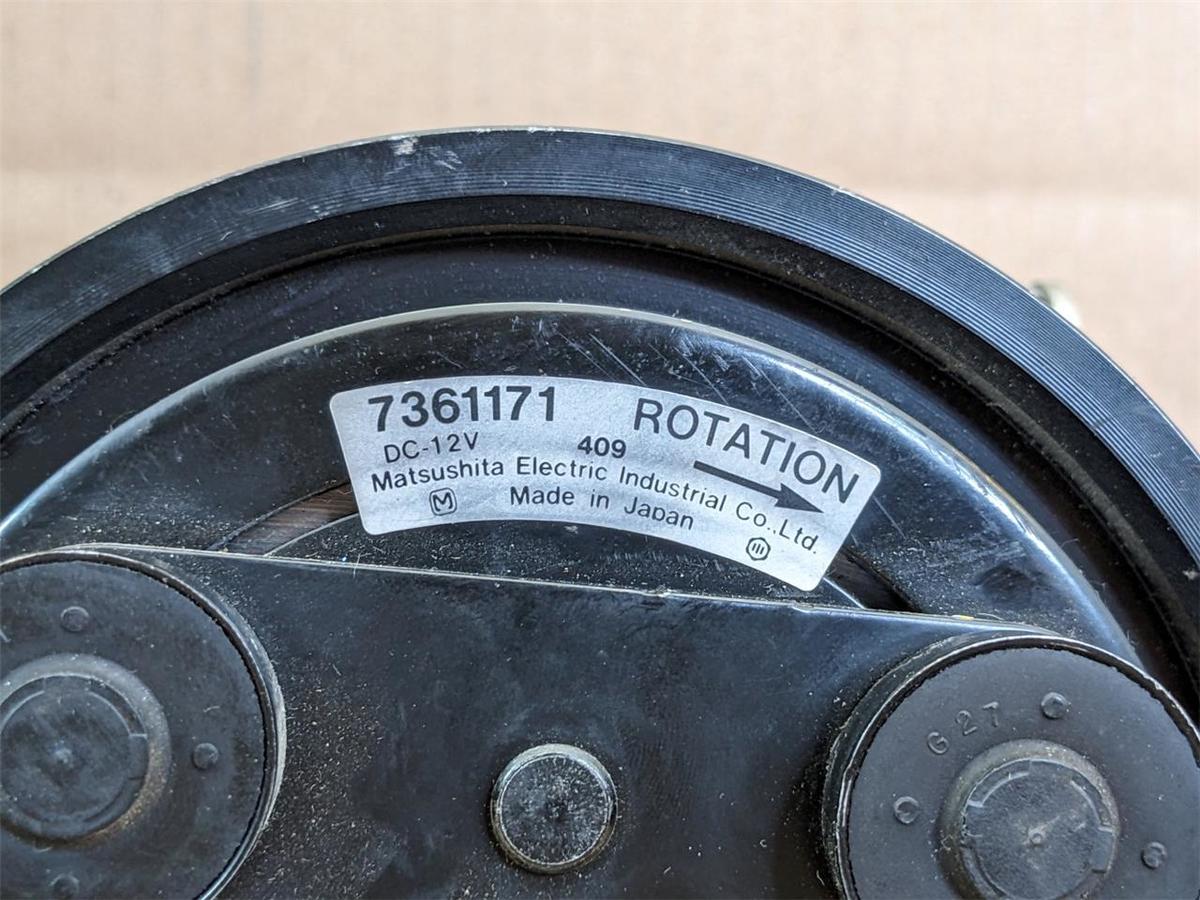 7361171 ROTATION
DC-12V 409
Matsushita Electric Industrial Co.,Ltd.
M Made in Japan
G27